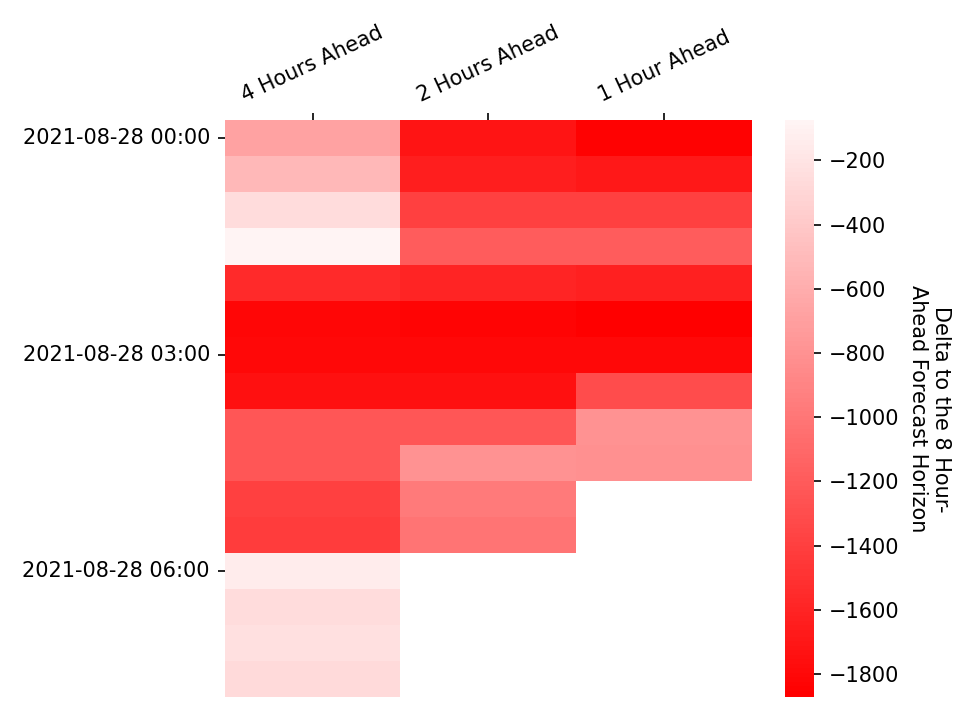 4 Hours Ahead
2 Hours Ahead
1 Hour Ahead
2021-08-28 00:00
2021-08-28 03:00
2021-08-28 06:00
−200
−400
−600
−800
−1000
−1200
−1400
−1600
−1800
Delta to the 8 Hour-
Ahead Forecast Horizon